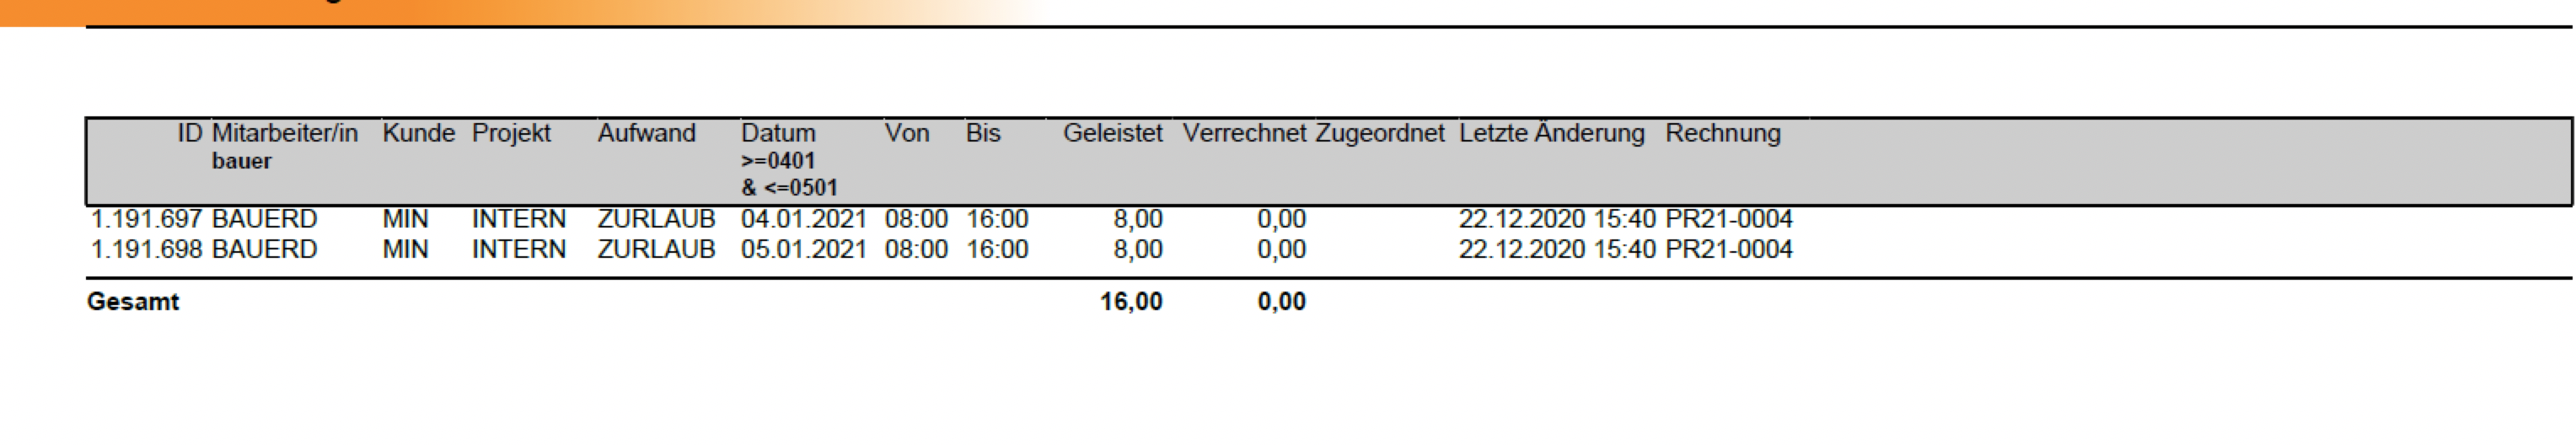 ID Mitarbeiter/in Kunde Projekt Aufwand Datum Von Bis Geleistet Verrechnet Zugeordnet Letzte Änderung Rechnung
bauer >=0401
& <=0501
1.191.697 BAUERD MIN INTERN ZURLAUB 04.01.2021 08:00 16:00 8,00 0,00 22.12.2020 15:40 PR21-0004
1.191.698 BAUERD MIN INTERN ZURLAUB 05.01.2021 08:00 16:00 8,00 0,00 22.12.2020 15:40 PR21-0004
Gesamt 16,00 0,00